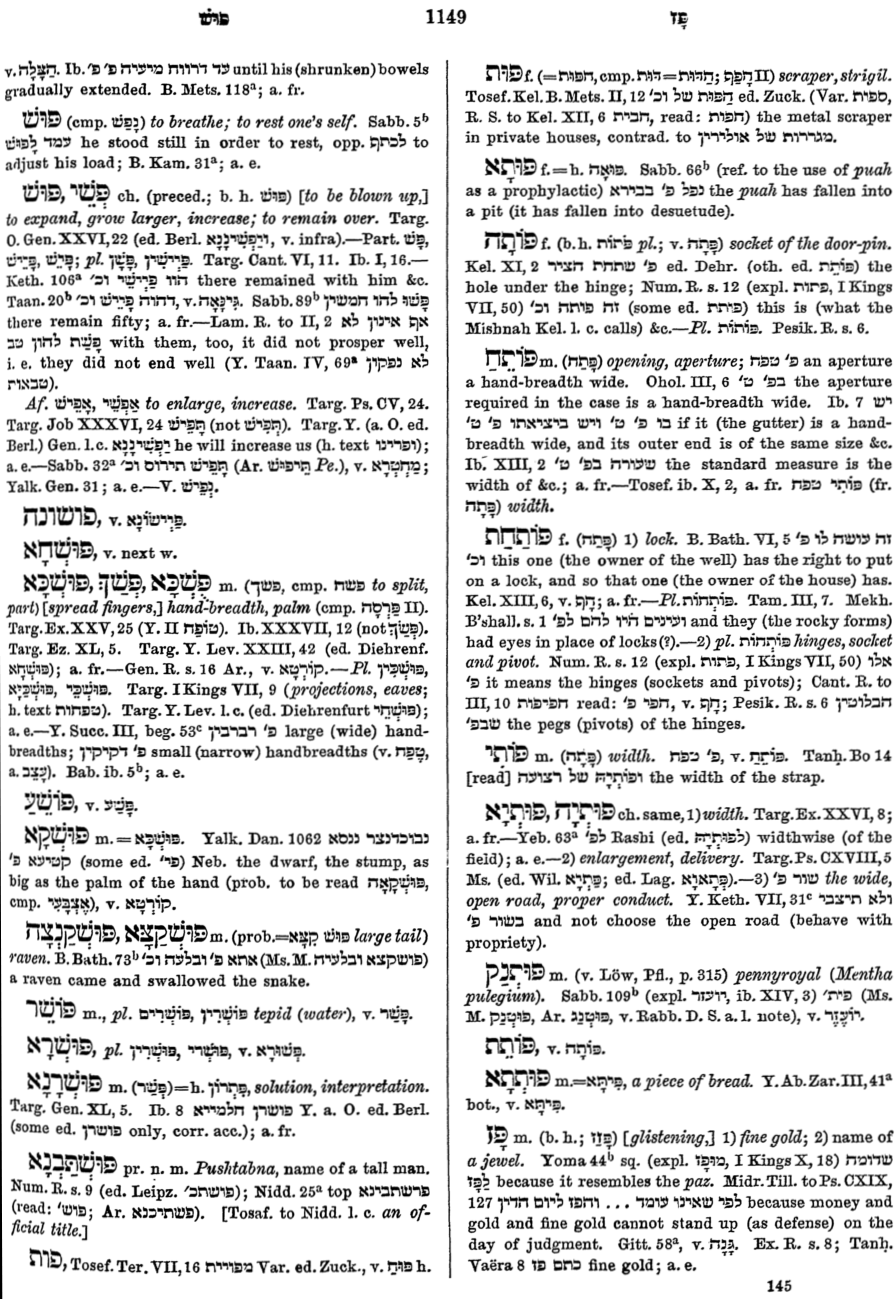 פוש 1149 פָּז
v. חַצָּלָה. Ib. עד דרווח מיעיה פ׳ פ׳ until his (shrunken) bowels
gradually extended. B. Mets. 118ᵃ; a. fr.
פּוּשׁ (cmp. נָפַשׁ) to breathe; to rest one's self. Sabb. 5ᵇ
עמד לָפוּשׁ he stood still in order to rest, opp. לכתף to
adjust his load; B. Kam. 31ᵃ; a. e.
פּוּשׁ, פְּשֵׁי ch. (preced.; b. h. פּוּשׁ) [to be blown up,]
to expand, grow larger, increase; to remain over. Targ.
O. Gen. XXVI, 22 (ed. Berl. וְיַפְּשִׁינָּנָא, v. infra).—Part. פָּשׁ,
פָּיֵישׁ, פָּיֵשׁ; pl. פָּשָׁן, פָּיְישִׁין. Targ. Cant. VI, 11. Ib. I, 16.—
Keth. 106ᵃ הוו פָּיְישֵׁי וכ׳ there remained with him &c.
Taan. 20ᵇ דהוה פָּיֵישׁ וכ׳, v. גִּינָּאָה. Sabb. 89ᵇ פָּשׁוּ להו חמשין
there remain fifty; a. fr.—Lam. R. to II, 2 אף אינון לא
פָּשַׁת להון טב with them, too, it did not prosper well,
i. e. they did not end well (Y. Taan. IV, 69ᵃ לא נפקון
טבאות).
Af. אָפֵישׁ, אַפְשֵׁי to enlarge, increase. Targ. Ps. CV, 24.
Targ. Job XXXVI, 24 תָּפֵישׁ (not תְּפִישׁ). Targ. Y. (a. O. ed.
Berl.) Gen. l. c. יַפְשִׁינָּנָא he will increase us (h. text ופרינו);
a. e.—Sabb. 32ᵃ תָּפֵישׁ תירוס וכ׳ (Ar. תֵּיפוּשׁ Pe.), v. מַחְטְרָא;
Yalk. Gen. 31; a. e.—V. נְפֵישׁ.
פושונה, v. פַּרְישׁוֹנָא.
פּוּשְׁחָא, v. next w.
פּוּשְׁכָּא, פְּשַׁךְ, פֻּשְׁכָּא m. (פשך, cmp. פשח to split,
part) [spread fingers,] hand-breadth, palm (cmp. פַּרְסָה II).
Targ. Ex. XXV, 25 (Y. II טוֹפַח). Ib. XXXVII, 12 (not פְּשָׁךְ).
Targ. Ez. XL, 5. Targ. Y. Lev. XXIII, 42 (ed. Diehrenf.
פּוּשְׁחָא); a. fr.—Gen. R. s. 16 Ar., v. קוֹרְטָא.—Pl. פּוּשְׁכִּין,
פּוּשְׁכֵּי, פּוּשְׁכַּיָּא. Targ. I Kings VII, 9 (projections, eaves;
h. text טפחות). Targ. Y. Lev. l. c. (ed. Diehrenfurt פּוּשְׁחֵי);
a. e.—Y. Succ. III, beg. 53ᶜ פ׳ רברבין large (wide) hand-
breadths; פ׳ דקיקין small (narrow) handbreadths (v. טָפַח,
a. עָצֵב). Bab. ib. 5ᵇ; a. e.
פּוֹשֵׁעַ, v. פָּשַׁע.
פּוּשְׁקָא m. = פּוּשְׁכָּא. Yalk. Dan. 1062 נבוכדנצר ננסא
קטינא פ׳ (some ed. פי׳) Neb. the dwarf, the stump, as
big as the palm of the hand (prob. to be read פּוּשְׁקָאָה,
cmp. אֶצְבָּעִי), v. קוֹרְטָא.
פּוּשְׁקַצָּא, פּוּשְׁקַנְצָה m. (prob.=פּוּשׁ קַצָּא large tail)
raven. B. Bath. 73ᵇ אתא פ׳ ובלעה וכ׳ (Ms. M. פושקצא ובלעיה)
a raven came and swallowed the snake.
פּוֹשֵׁר m., pl. פּוֹשְׁרִין, פּוֹשְׁרִים tepid (water), v. פָּשַׁר.
פּוּשְׁרָא, pl. פּוּשְׁרֵי, פּוּשְׁרִין, v. פְּשׁוּרָא.
פּוּשְׁרָנָא m. (פְּשַׁר)=h. פִּתְרוֹן, solution, interpretation.
Targ. Gen. XL, 5. Ib. 8 פושרן חלמייא Y. a. O. ed. Berl.
(some ed. פושרן only, corr. acc.); a. fr.
פּוּשְׁתַּבְנָא pr. n. m. Pushtabna, name of a tall man.
Num. R. s. 9 (ed. Leipz. פושתכ׳); Nidd. 25ᵃ top פרשתבינא
(read: פוש׳; Ar. פשתיכנא). [Tosaf. to Nidd. l. c. an of-
ficial title.]
פות, Tosef. Ter. VII, 16 מפויית Var. ed. Zuck., v. פּוּחַ h.
פוּת f. (=חפות, cmp. דּוּת=חַדּוּת; חָפַף II) scraper, strigil.
Tosef. Kel. B. Mets. II, 12 הַפּוּת של וכ׳ ed. Zuck. (Var. ספית,
R. S. to Kel. XII, 6 חבית, read: חפות) the metal scraper
in private houses, contrad. to מגררות של אוליירין.
פּוּתָא f.=h. פּוּאָה. Sabb. 66ᵇ (ref. to the use of puah
as a prophylactic) נפל פ׳ בבירא the puah has fallen into
a pit (it has fallen into desuetude).
פּוֹתָה f. (b. h. פֹּתוֹת pl.; v. פָּתָה) socket of the door-pin.
Kel. XI, 2 פ׳ שתחת הציר ed. Dehr. (oth. ed. פּוֹתַת) the
hole under the hinge; Num. R. s. 12 (expl. פתות, I Kings
VII, 50) זה פותה וכ׳ (some ed. פיתת) this is (what the
Mishnah Kel. l. c. calls) &c.—Pl. פּוֹתוֹת. Pesik. R. s. 6.
פּוֹתֵחַ m. (פָּתַח) opening, aperture; פ׳ טפח an aperture
a hand-breadth wide. Ohol. III, 6 בפ׳ ט׳ the aperture
required in the case is a hand-breadth wide. Ib. 7 יש
בו פ׳ ט׳ ויש ביציאתו פ׳ ט׳ if it (the gutter) is a hand-
breadth wide, and its outer end is of the same size &c.
Ib. XIII, 2 שעורה בפ׳ ט׳ the standard measure is the
width of &c.; a. fr.—Tosef. ib. X, 2, a. fr. פּוֹתֵי טפח (fr.
פָּתָה) width.
פּוֹתַחַת f. (פָּתַח) 1) lock. B. Bath. VI, 5 זה עושה לו פ׳
וכ׳ this one (the owner of the well) has the right to put
on a lock, and so that one (the owner of the house) has.
Kel. XIII, 6, v. חָף; a. fr.—Pl. פּוֹתְחוֹת. Tam. III, 7. Mekh.
B'shall. s. 1 ועינים היו להם לפ׳ and they (the rocky forms)
had eyes in place of locks(?).—2) pl. פּוֹתְחוֹת hinges, socket
and pivot. Num. R. s. 12 (expl. פתות, I Kings VII, 50) אלו
פ׳ it means the hinges (sockets and pivots); Cant. R. to
III, 10 חפיפות read: חפי פ׳, v. חָף; Pesik. R. s. 6 חבלוטין
שבפ׳ the pegs (pivots) of the hinges.
פּוֹתִי m. (פָּתָה) width. פ׳ טפח, v. פּוֹתֵחַ. Tanḥ. Bo 14
[read] ופוֹתְיָהּ של רצועה the width of the strap.
פּוּתְיָא, פּוּתְיָה ch. same, 1) width. Targ. Ex. XXVI, 8;
a. fr.—Yeb. 63ᵃ לפ׳ Rashi (ed. לפוּתְיָהּ) widthwise (of the
field); a. e.—2) enlargement, delivery. Targ. Ps. CXVIII, 5
Ms. (ed. Wil. פַּתְיָא; ed. Lag. פְּתָאוָא).—3) שור פ׳ the wide,
open road, proper conduct. Y. Keth. VII, 31ᶜ ולא תיצבי
בשור פ׳ and not choose the open road (behave with
propriety).
פּוּתְנַק m. (v. Löw, Pfl., p. 315) pennyroyal (Mentha
pulegium). Sabb. 109ᵇ (expl. יועזר, ib. XIV, 3) פית׳ (Ms.
M. פּוּטְנַק, Ar. פּוּטְנַג, v. Rabb. D. S. a. l. note), v. יוֹעֶזֶר.
פּוֹתֵת, v. פּוֹתָה.
פּוּתְתָא m.=פִּיתָּא, a piece of bread. Y. Ab. Zar. III, 41ᵃ
bot., v. פִּיתָּא.
פָּז m. (b. h.; פָּזַז) [glistening,] 1) fine gold; 2) name of
a jewel. Yoma 44ᵇ sq. (expl. מוּפָז, I Kings X, 18) שדומה
לפָּז because it resembles the paz. Midr. Till. to Ps. CXIX,
127 לפי שאינו עומד ... והפז ליום הדין because money and
gold and fine gold cannot stand up (as defense) on the
day of judgment. Gitt. 58ᵃ, v. גָּנָה. Ex. R. s. 8; Tanḥ.
Vaëra 8 כתם פז fine gold; a. e.
145